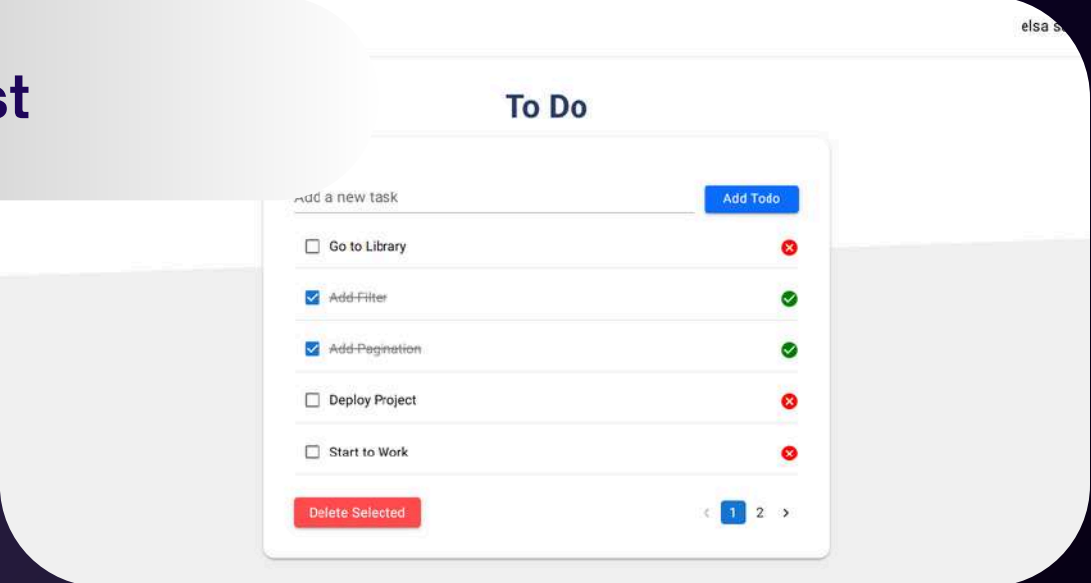 elsa s
st
To Do
Add a new task
Add Todo
Go to Library
Add Filter
Add Pagination
Deploy Project
Start to Work
Delete Selected
‹ 1 2 ›